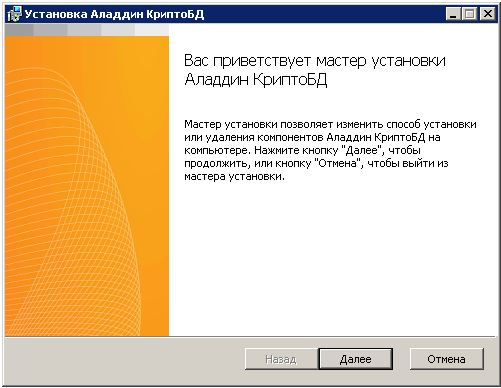 Установка Аладдин КриптоБД
Вас приветствует мастер установки
Аладдин КриптоБД
Мастер установки позволяет изменить способ установки
или удаления компонентов Аладдин КриптоБД на
компьютере. Нажмите кнопку "Далее", чтобы
продолжить, или кнопку "Отмена", чтобы выйти из
мастера установки.
Назад
Далее
Отмена